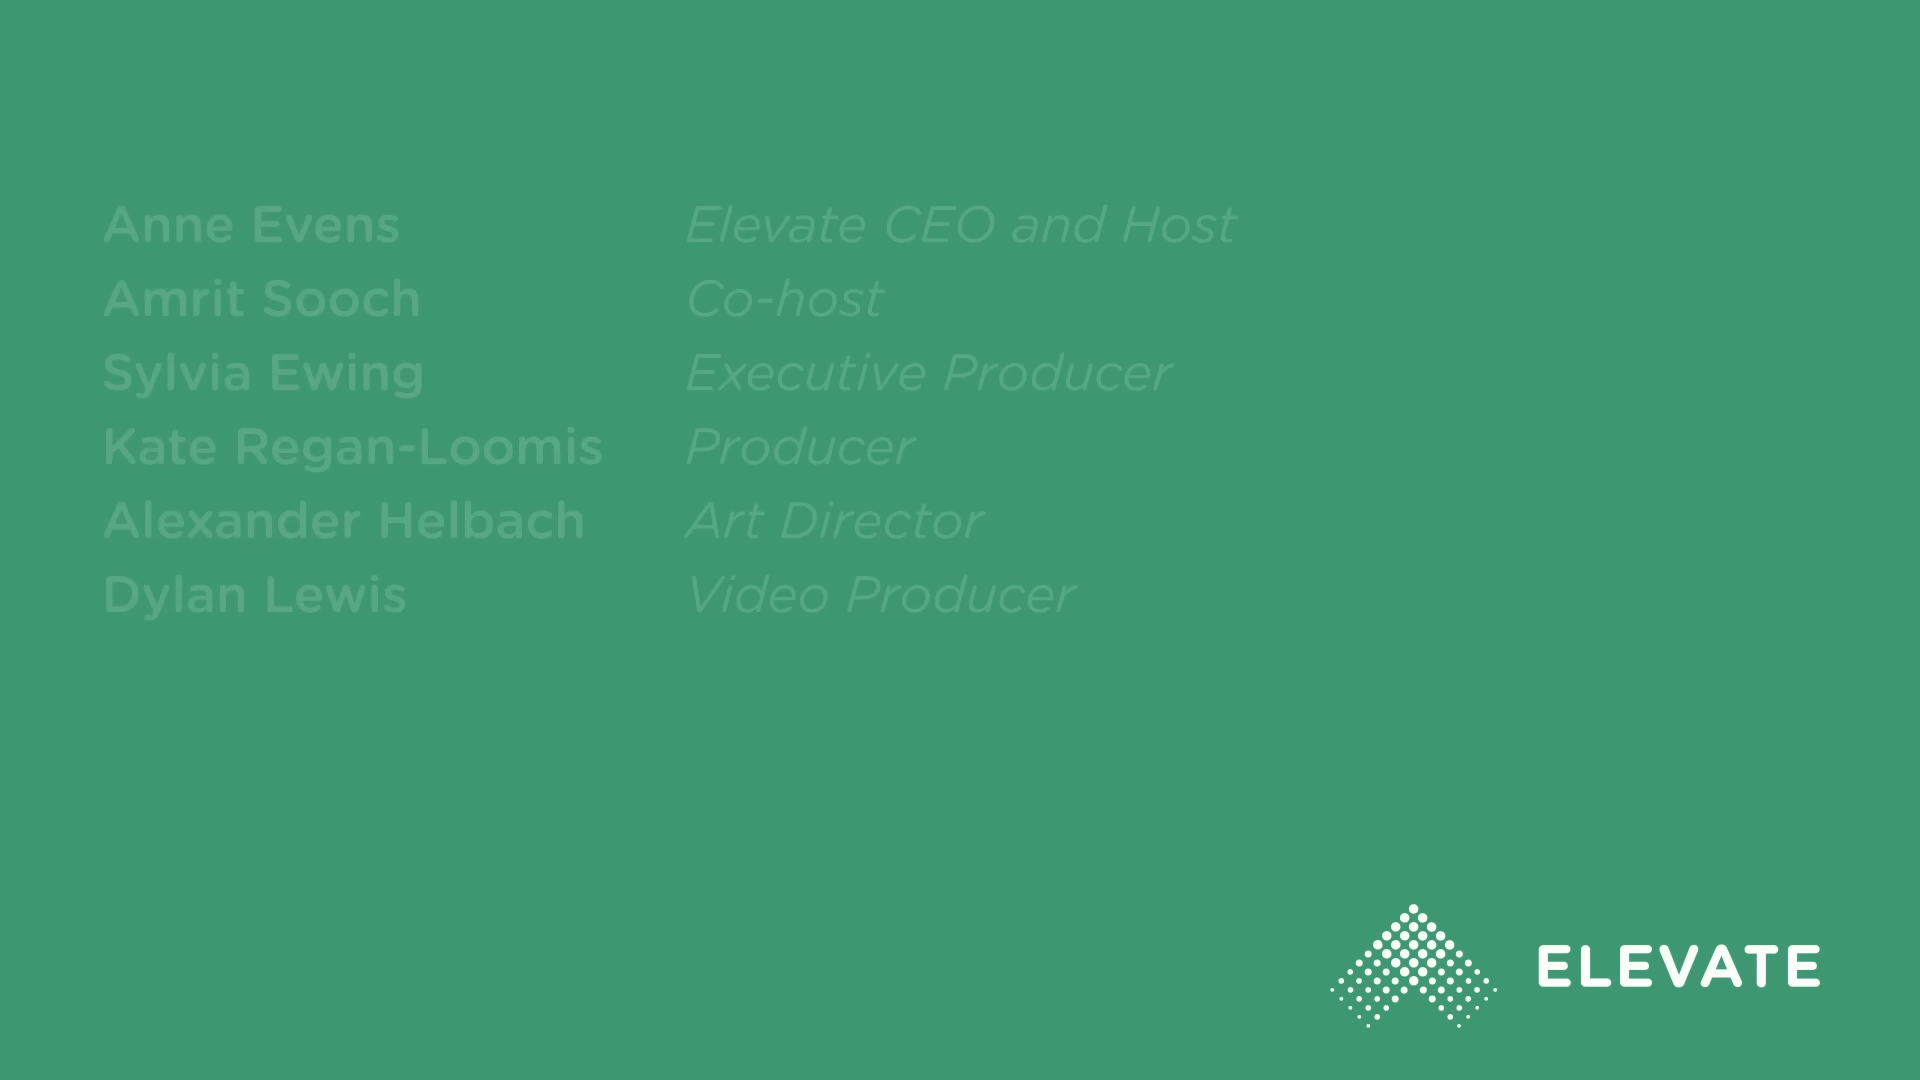 Anne Evens Elevate CEO and Host
Amrit Sooch Co-host
Sylvia Ewing Executive Producer
Kate Regan-Loomis Producer
Alexander Helbach Art Director
Dylan Lewis Video Producer
ELEVATE